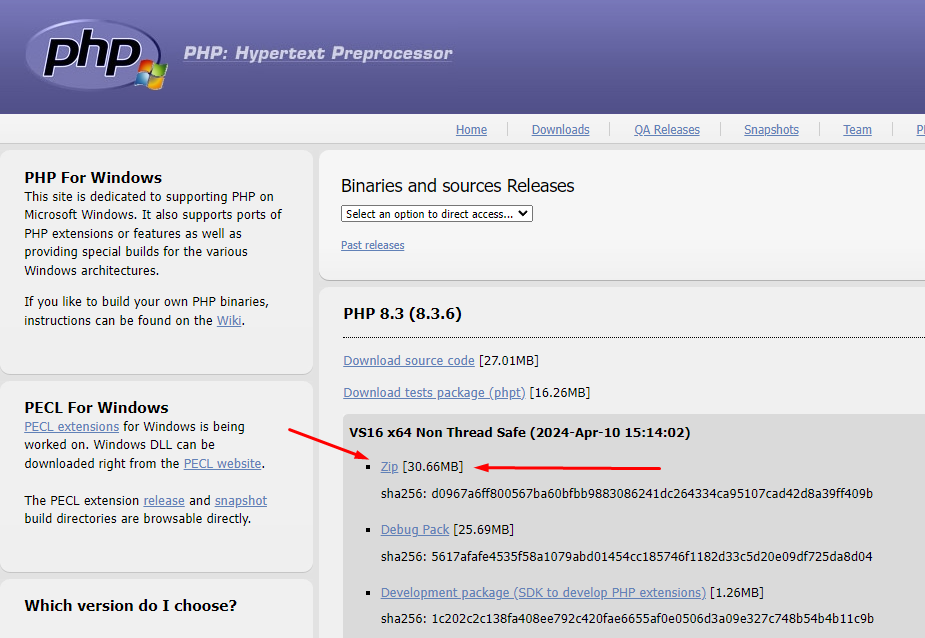 php
PHP: Hypertext Preprocessor
Home
Downloads
QA Releases
Snapshots
Team
PHP For Windows
This site is dedicated to supporting PHP on
Microsoft Windows. It also supports ports of
PHP extensions or features as well as
providing special builds for the various
Windows architectures.
If you like to build your own PHP binaries,
instructions can be found on the Wiki.
PECL For Windows
PECL extensions for Windows is being
worked on. Windows DLL can be
downloaded right from the PECL website.
The PECL extension release and snapshot
build directories are browsable directly.
Which version do I choose?
Binaries and sources Releases
Select an option to direct access...
Past releases
PHP 8.3 (8.3.6)
Download source code [27.01MB]
Download tests package (phpt) [16.26MB]
VS16 x64 Non Thread Safe (2024-Apr-10 15:14:02)
Zip [30.66MB]
sha256: d0967a6ff800567ba60bfbb9883086241dc264334ca95107cad42d8a39ff409b
Debug Pack [25.69MB]
sha256: 5617afafe4535f58a1079abd01454cc185746f1182d33c5d20e09df725da8d04
Development package (SDK to develop PHP extensions) [1.26MB]
sha256: 1c202c2c138fa408ee792c420fae6655af0e0506d3a09e327c748b54b4b11c9b